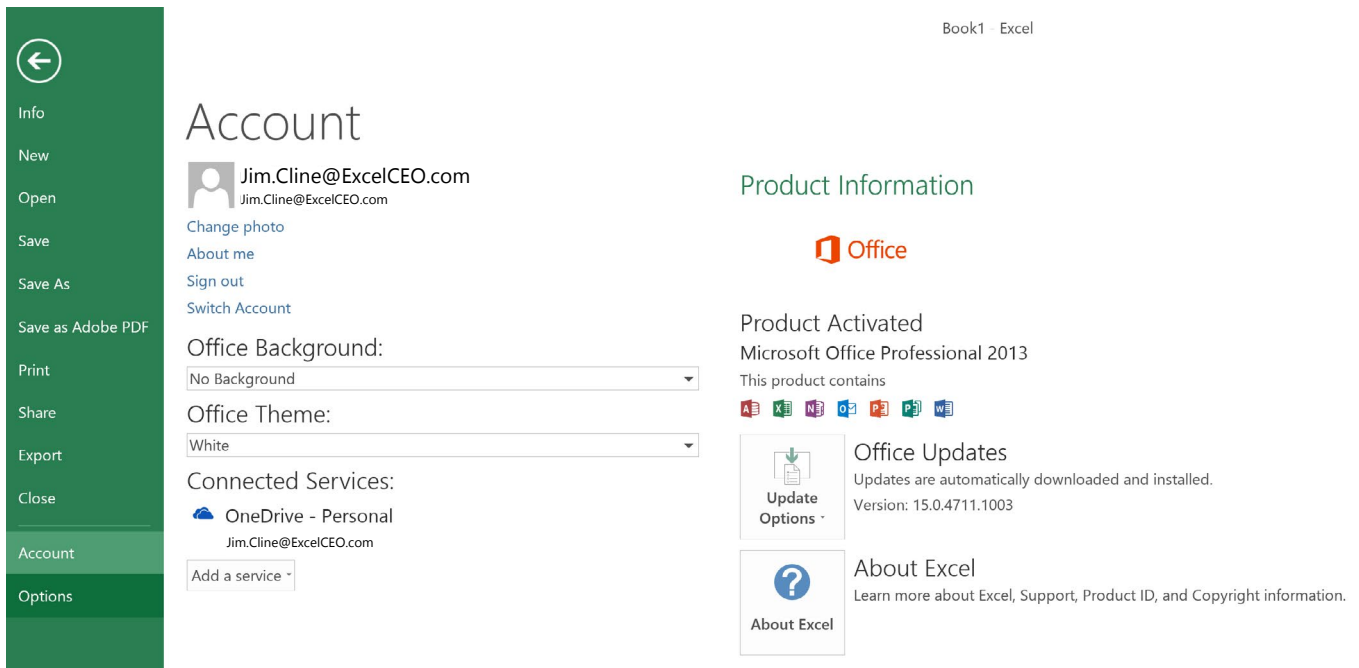 Book1 - Excel
Info
New
Open
Save
Save As
Save as Adobe PDF
Print
Share
Export
Close
Account
Options
Account
Jim.Cline@ExcelCEO.com
Jim.Cline@ExcelCEO.com
Change photo
About me
Sign out
Switch Account
Office Background:
No Background
Office Theme:
White
Connected Services:
OneDrive - Personal
Jim.Cline@ExcelCEO.com
Add a service
Product Information
Office
Product Activated
Microsoft Office Professional 2013
This product contains
A X N O P P W
Update
Options
Office Updates
Updates are automatically downloaded and installed.
Version: 15.0.4711.1003
About Excel
About Excel
Learn more about Excel, Support, Product ID, and Copyright information.